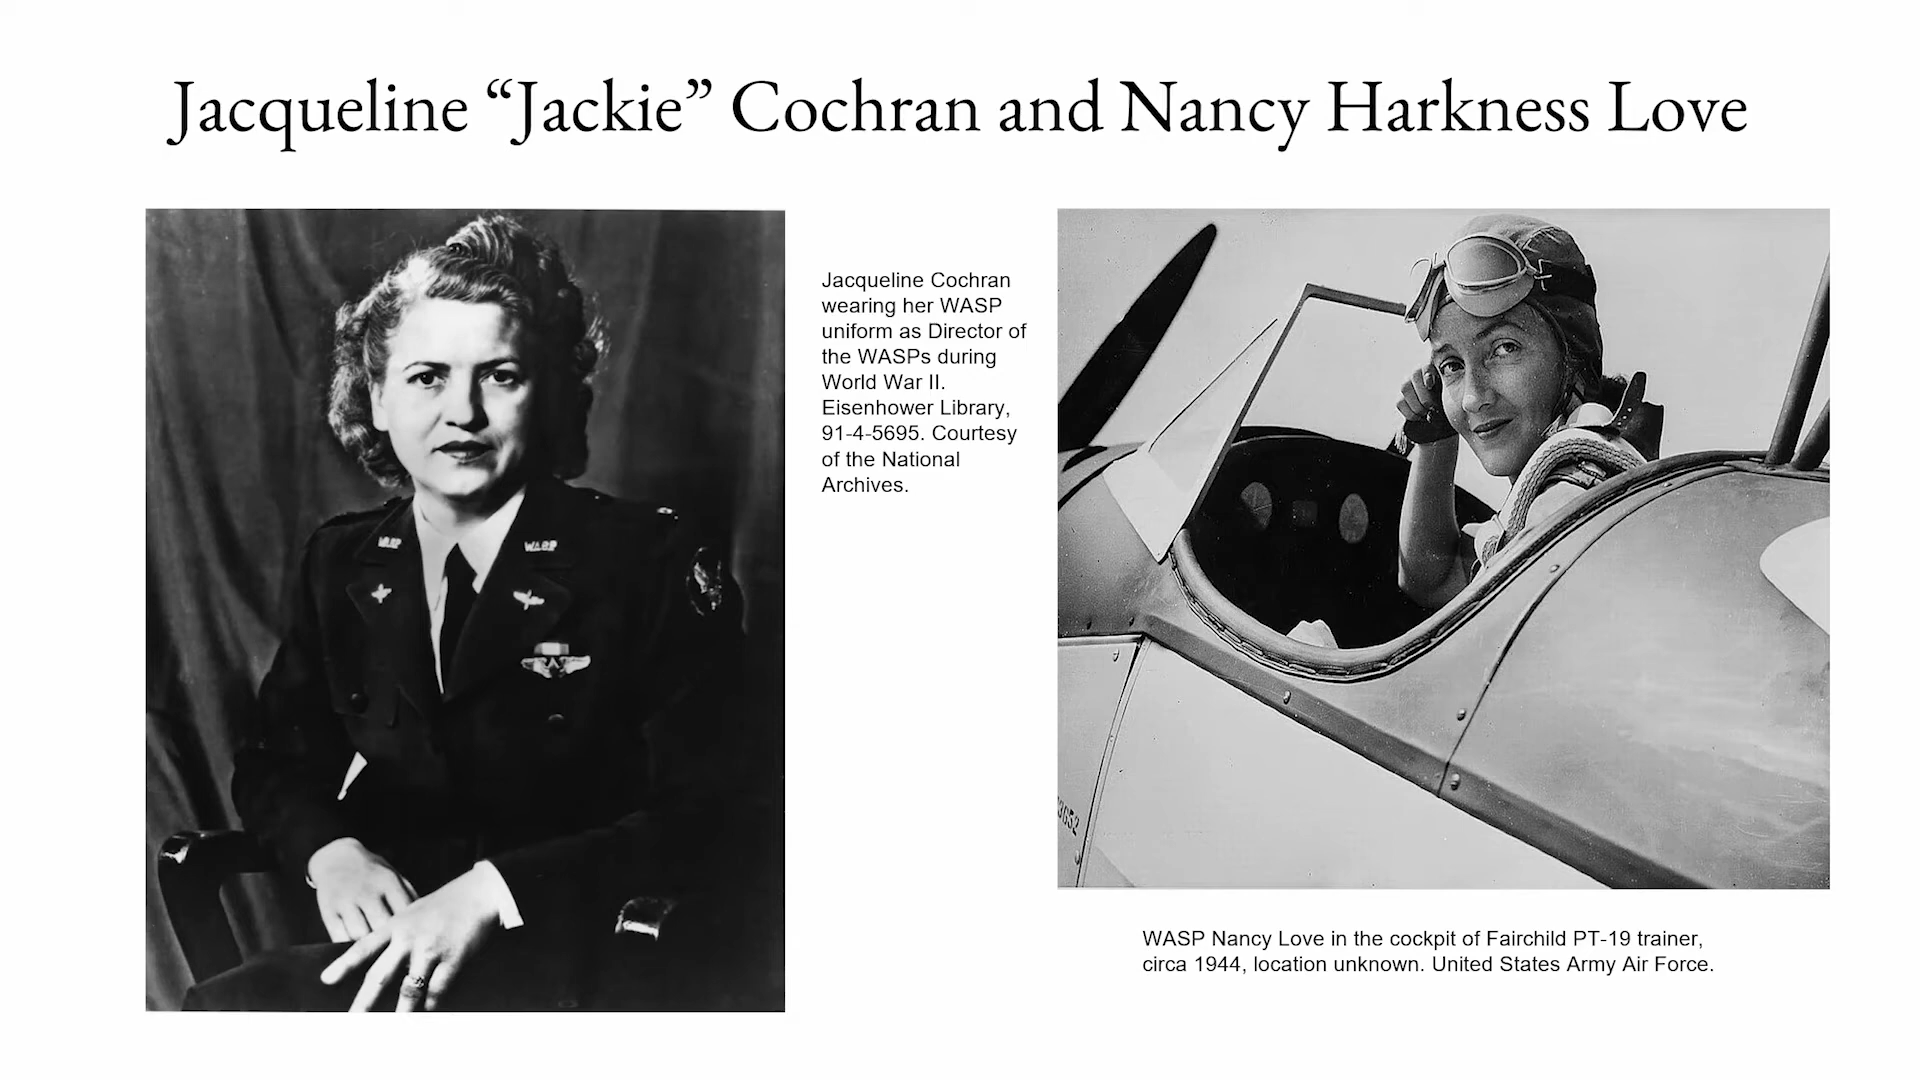 Jacqueline “Jackie” Cochran and Nancy Harkness Love
Jacqueline Cochran
wearing her WASP
uniform as Director of
the WASPs during
World War II.
Eisenhower Library,
91-4-5695. Courtesy
of the National
Archives.
WASP
WASP Nancy Love in the cockpit of Fairchild PT-19 trainer,
circa 1944, location unknown. United States Army Air Force.